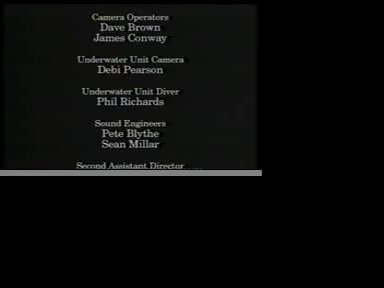 Camera Operators
Dave Brown
James Conway
Underwater Unit Camera
Debi Pearson
Underwater Unit Diver
Phil Richards
Sound Engineers
Pete Blythe
Sean Millar
Second Assistant Director